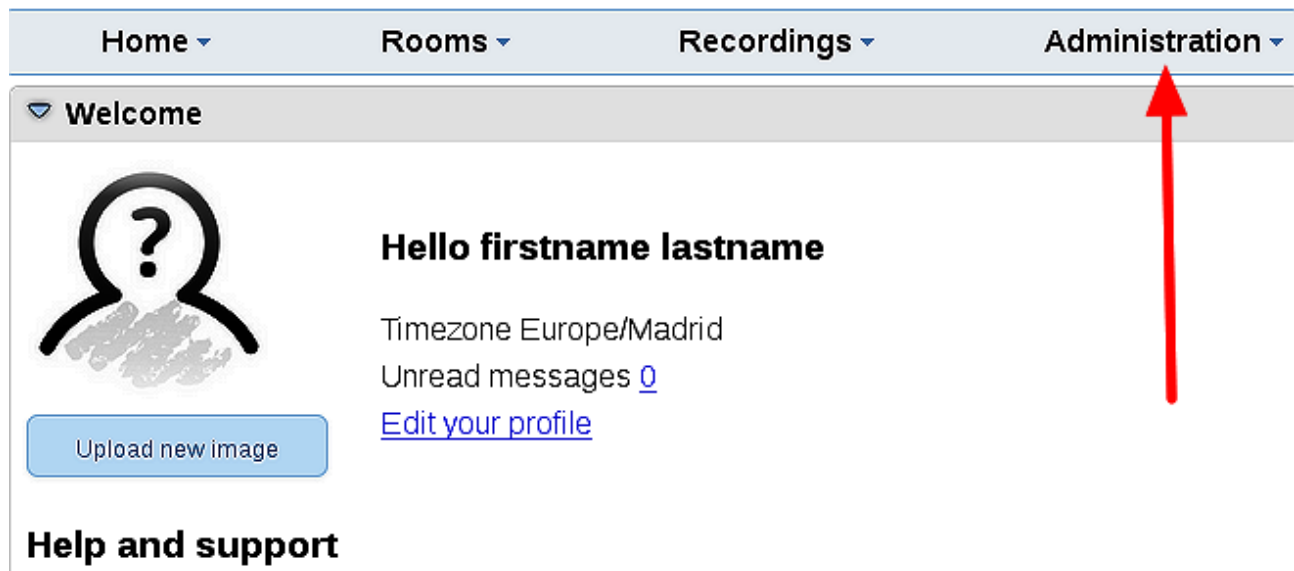 Home Rooms Recordings Administration
Welcome
?
Hello firstname lastname
Timezone Europe/Madrid
Unread messages 0
Edit your profile
Upload new image
Help and support